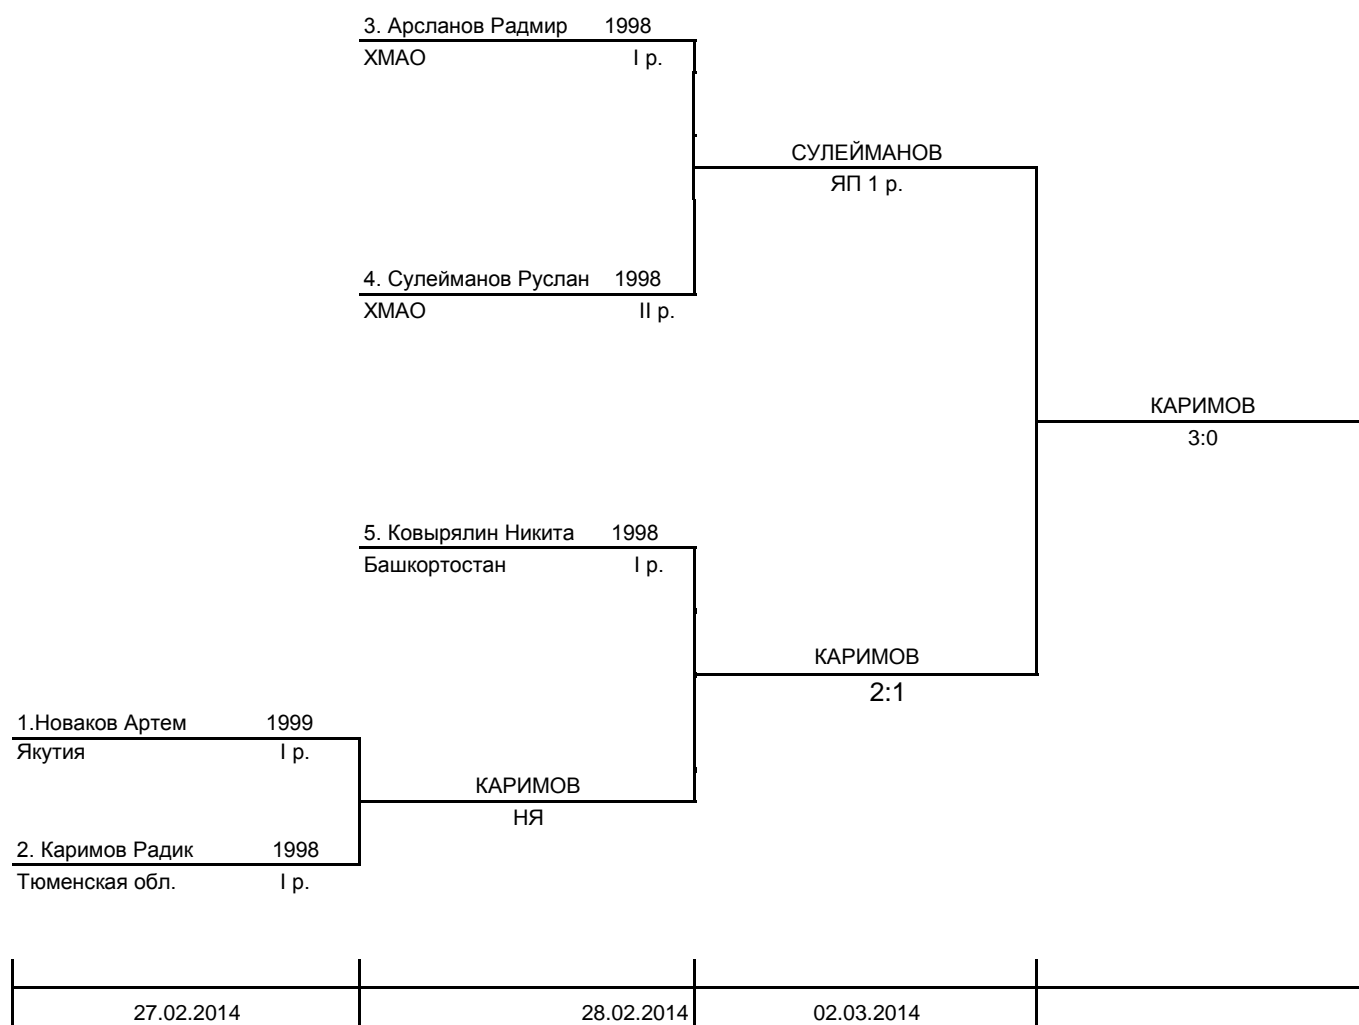 3. Арсланов Радмир 1998
ХМАО I р.
СУЛЕЙМАНОВ
ЯП 1 р.
4. Сулейманов Руслан 1998
ХМАО II р.
КАРИМОВ
3:0
5. Ковырялин Никита 1998
Башкортостан I р.
КАРИМОВ
2:1
1.Новаков Артем 1999
Якутия I р.
КАРИМОВ
НЯ
2. Каримов Радик 1998
Тюменская обл. I р.
27.02.2014 28.02.2014 02.03.2014